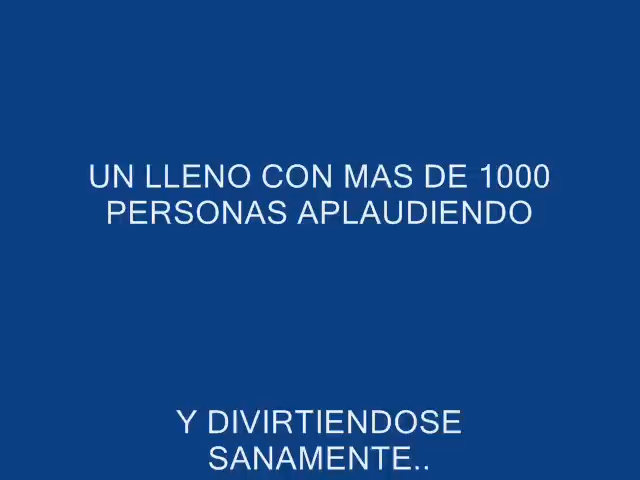 UN LLENO CON MAS DE 1000
PERSONAS APLAUDIENDO
Y DIVIRTIENDOSE
SANAMENTE..